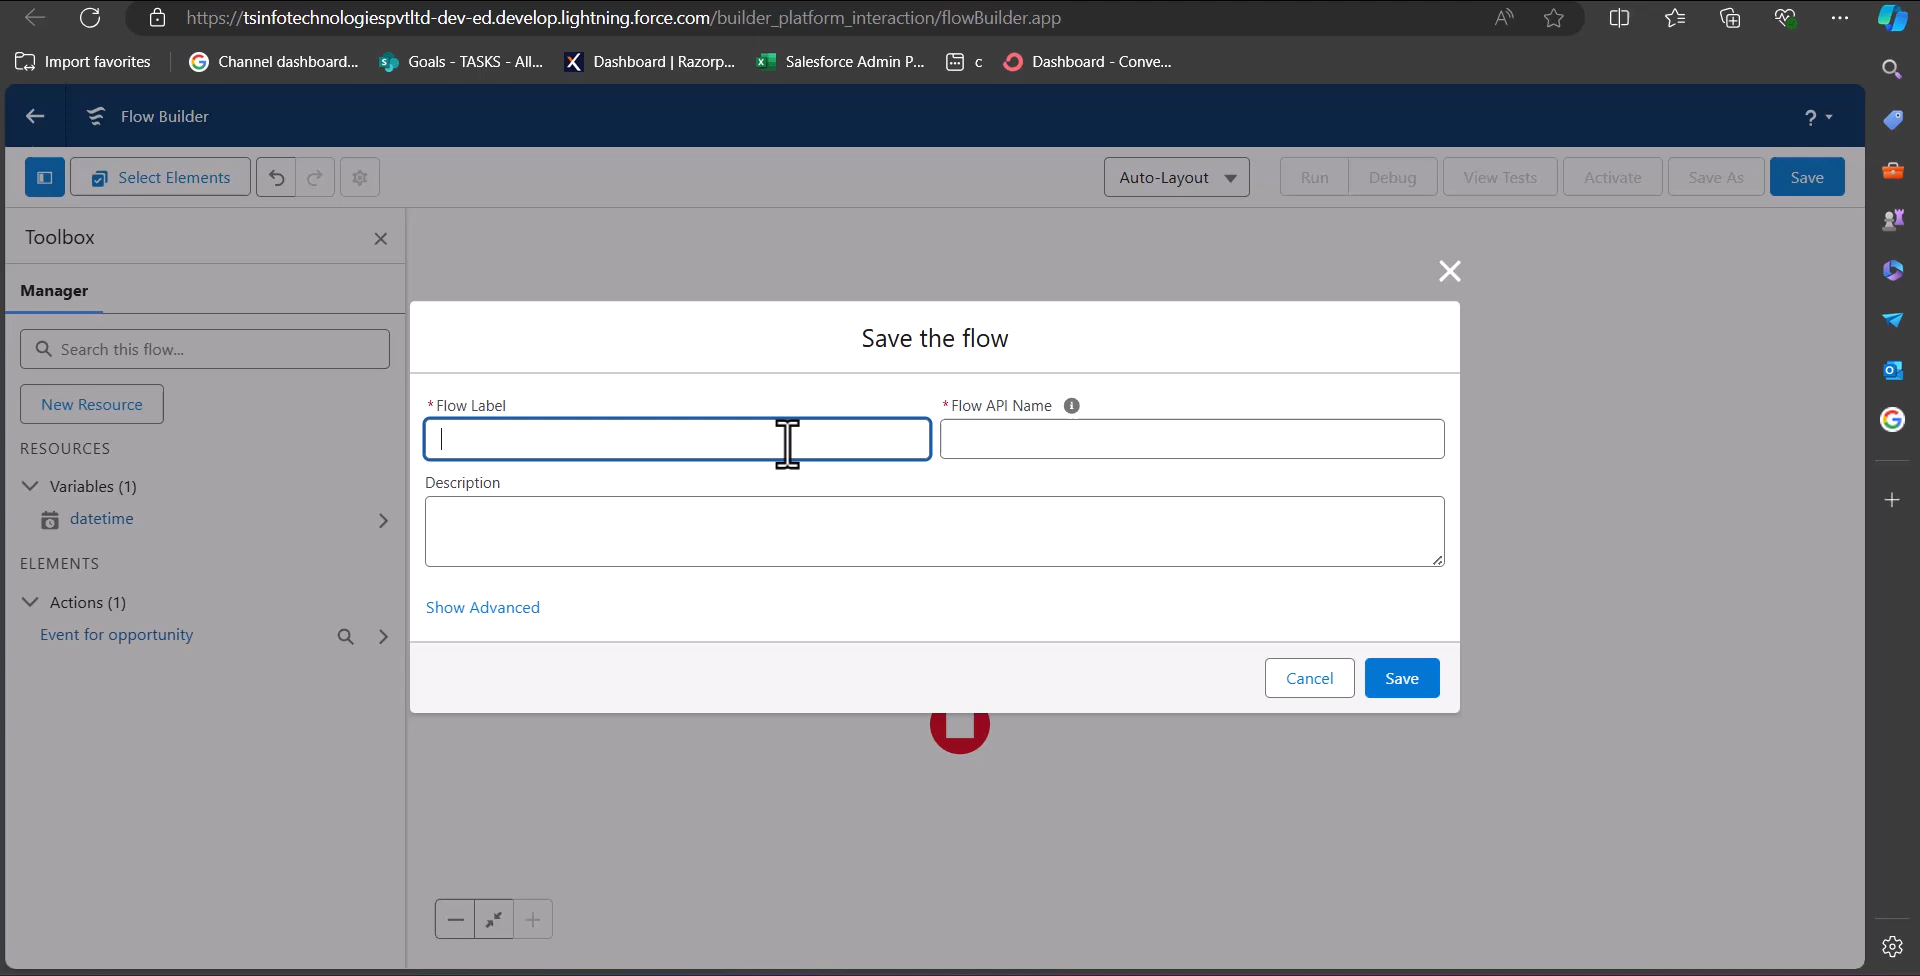 https://tsinfotechnologiespvtltd-dev-ed.develop.lightning.force.com/builder_platform_interaction/flowBuilder.app
Import favorites
Channel dashboard...
Goals - TASKS - All...
Dashboard | Razorp...
Salesforce Admin P...
c
Dashboard - Conve...
Flow Builder
?
Select Elements
Auto-Layout
Run
Debug
View Tests
Activate
Save As
Save
Toolbox
Manager
Search this flow...
New Resource
RESOURCES
Variables (1)
datetime
ELEMENTS
Actions (1)
Event for opportunity
Save the flow
* Flow Label
* Flow API Name
Description
Show Advanced
Cancel
Save